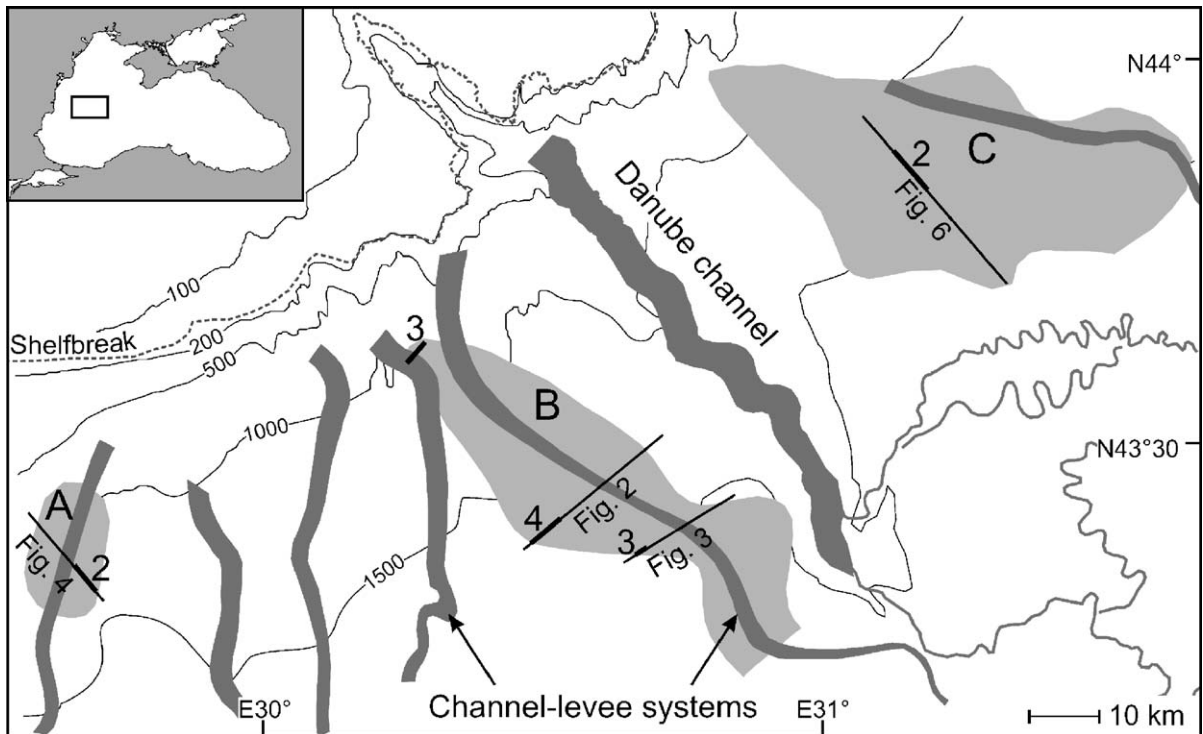 N44°
C
2
Fig. 6
Danube channel
100
Shelfbreak
200
500
3
B
1000
N43°30
A
Fig. 4
2
4
Fig. 2
3
Fig. 3
1500
E30°
Channel-levee systems
E31°
10 km